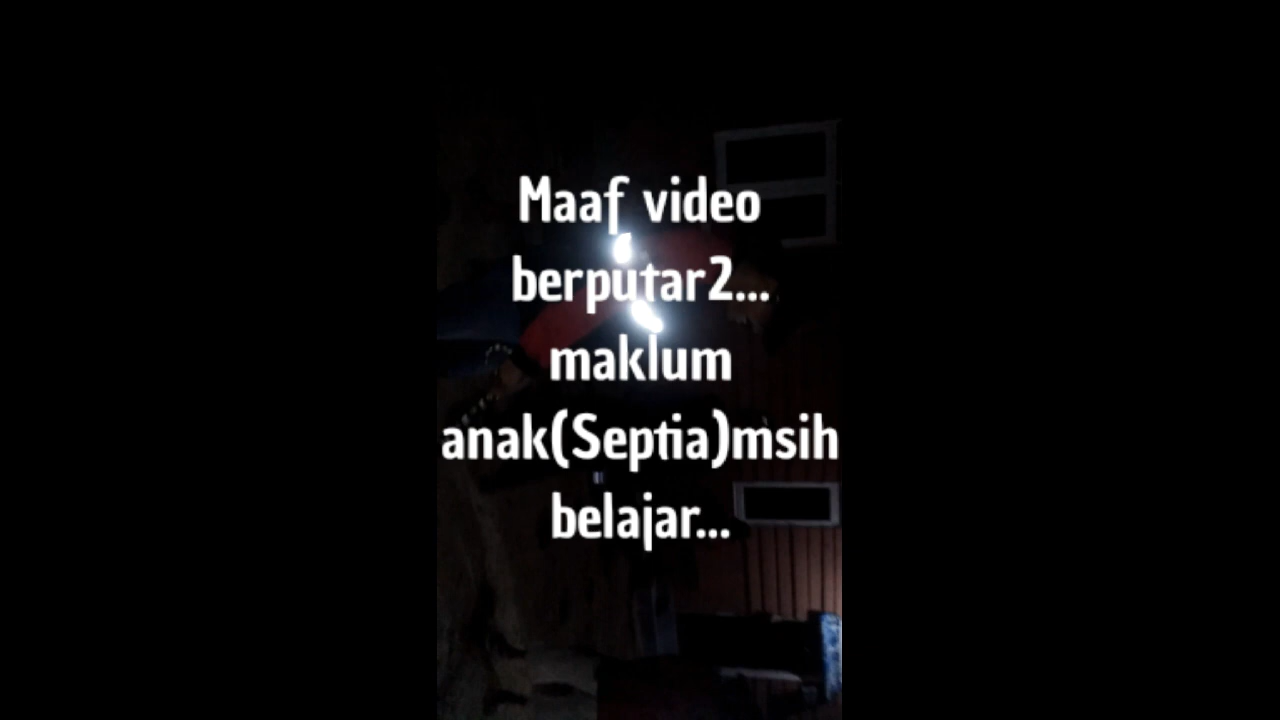 Maaf video
berputar2...
maklum
anak(Septia)msih
belajar...